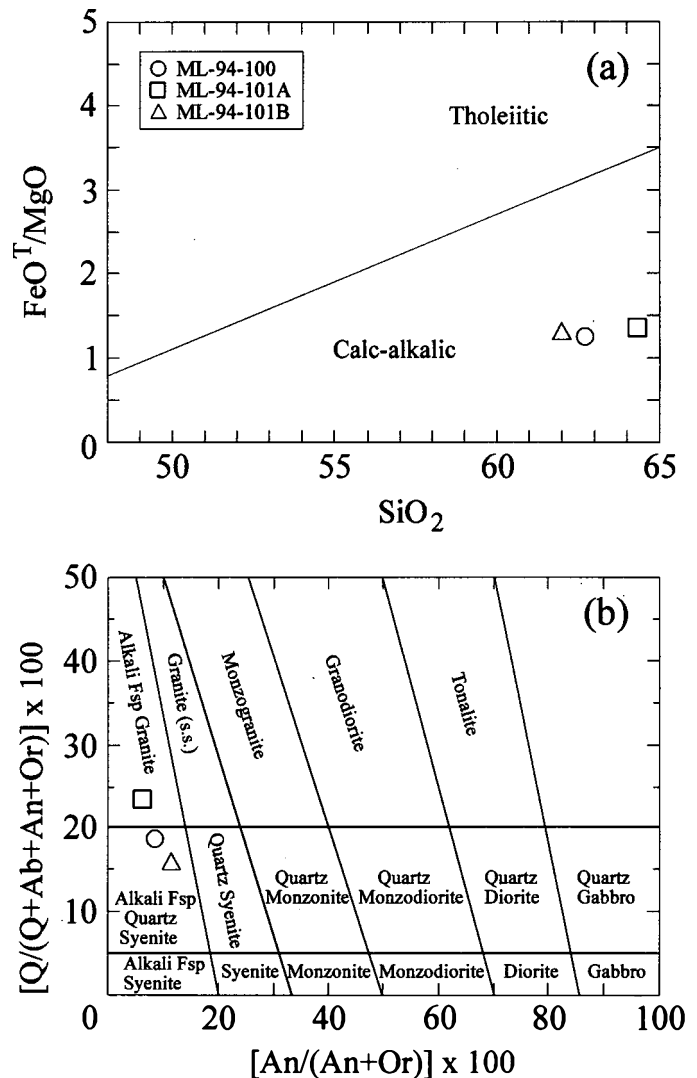 5
4
3
2
1
0
FeO^T/MgO
ML-94-100
ML-94-101A
ML-94-101B
(a)
Tholeiitic
Calc-alkalic
50
55
60
65
SiO₂
50
40
30
20
10
0
[Q/(Q+Ab+An+Or)] x 100
(b)
Alkali Fsp Granite
Granite (s.s.)
Monzogranite
Granodiorite
Tonalite
Alkali Fsp
Quartz
Syenite
Quartz Syenite
Quartz
Monzonite
Quartz
Monzodiorite
Quartz
Diorite
Quartz
Gabbro
Alkali Fsp
Syenite
Syenite
Monzonite
Monzodiorite
Diorite
Gabbro
20
40
60
80
100
[An/(An+Or)] x 100